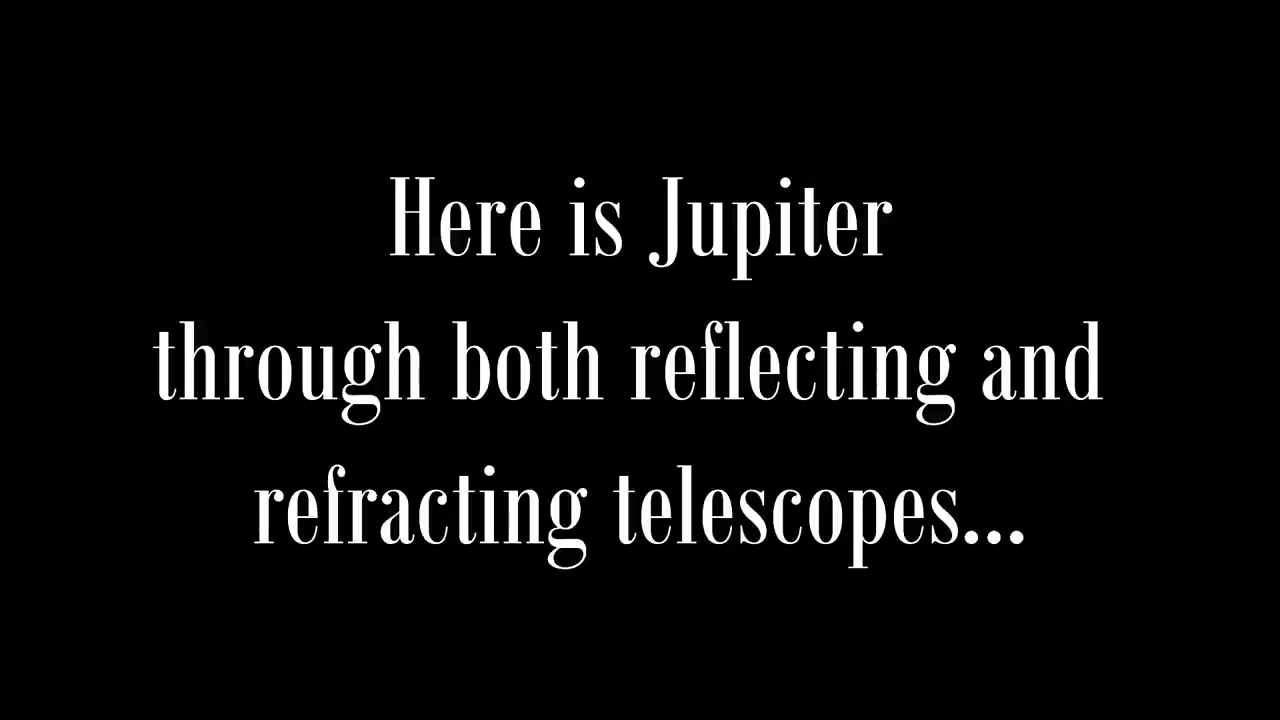 Here is Jupiter
through both reflecting and
refracting telescopes...